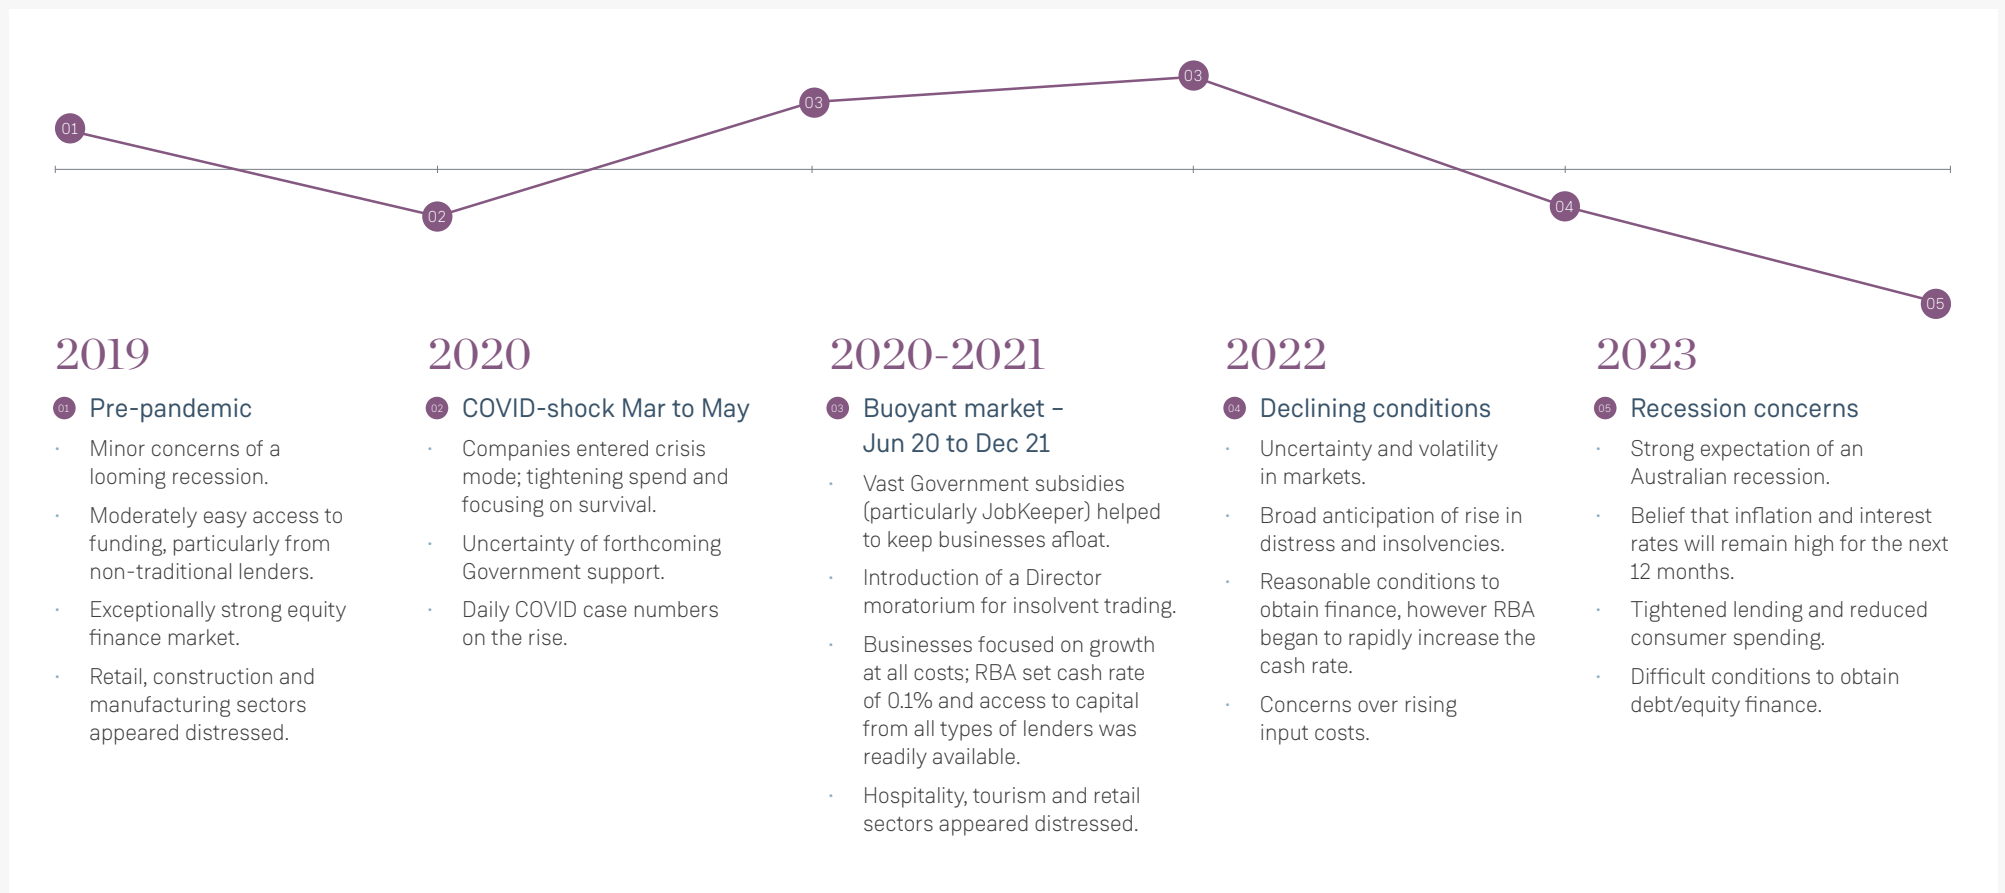 01
02
03
03
04
05
2019
01 Pre-pandemic
· Minor concerns of a
looming recession.
· Moderately easy access to
funding, particularly from
non-traditional lenders.
· Exceptionally strong equity
finance market.
· Retail, construction and
manufacturing sectors
appeared distressed.
2020
02 COVID-shock Mar to May
· Companies entered crisis
mode; tightening spend and
focusing on survival.
· Uncertainty of forthcoming
Government support.
· Daily COVID case numbers
on the rise.
2020-2021
03 Buoyant market –
Jun 20 to Dec 21
· Vast Government subsidies
(particularly JobKeeper) helped
to keep businesses afloat.
· Introduction of a Director
moratorium for insolvent trading.
· Businesses focused on growth
at all costs; RBA set cash rate
of 0.1% and access to capital
from all types of lenders was
readily available.
· Hospitality, tourism and retail
sectors appeared distressed.
2022
04 Declining conditions
· Uncertainty and volatility
in markets.
· Broad anticipation of rise in
distress and insolvencies.
· Reasonable conditions to
obtain finance, however RBA
began to rapidly increase the
cash rate.
· Concerns over rising
input costs.
2023
05 Recession concerns
· Strong expectation of an
Australian recession.
· Belief that inflation and interest
rates will remain high for the next
12 months.
· Tightened lending and reduced
consumer spending.
· Difficult conditions to obtain
debt/equity finance.